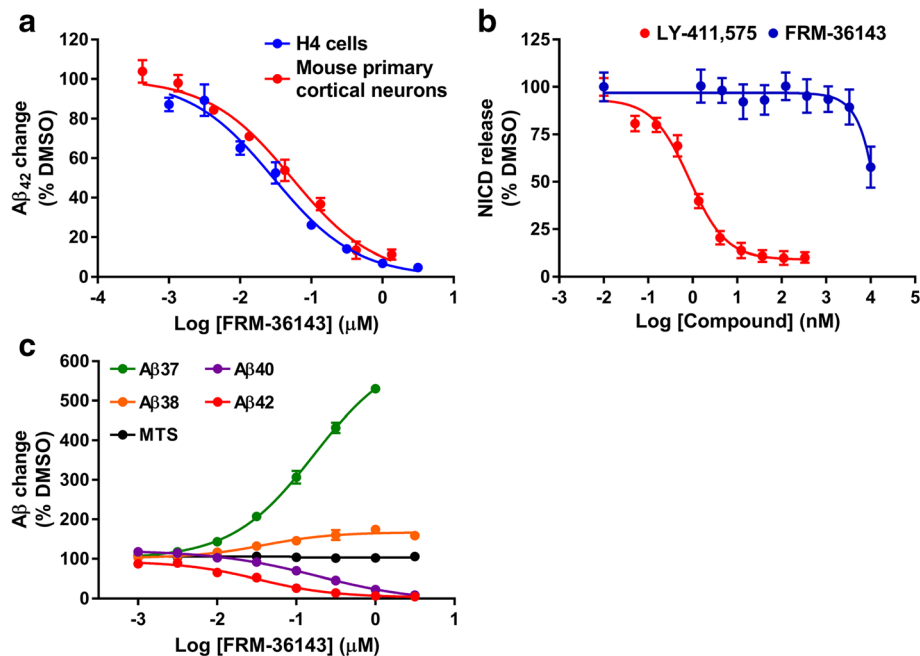 a
H4 cells
Mouse primary
cortical neurons
Aβ42 change
(% DMSO)
120
100
80
60
40
20
0
-4 -3 -2 -1 0 1
Log [FRM-36143] (μM)
b
LY-411,575 FRM-36143
NICD release
(% DMSO)
125
100
75
50
25
0
-3 -2 -1 0 1 2 3 4 5
Log [Compound] (nM)
c
Aβ37 Aβ40
Aβ38 Aβ42
MTS
Aβ change
(% DMSO)
600
500
400
300
200
100
0
-3 -2 -1 0 1
Log [FRM-36143] (μM)